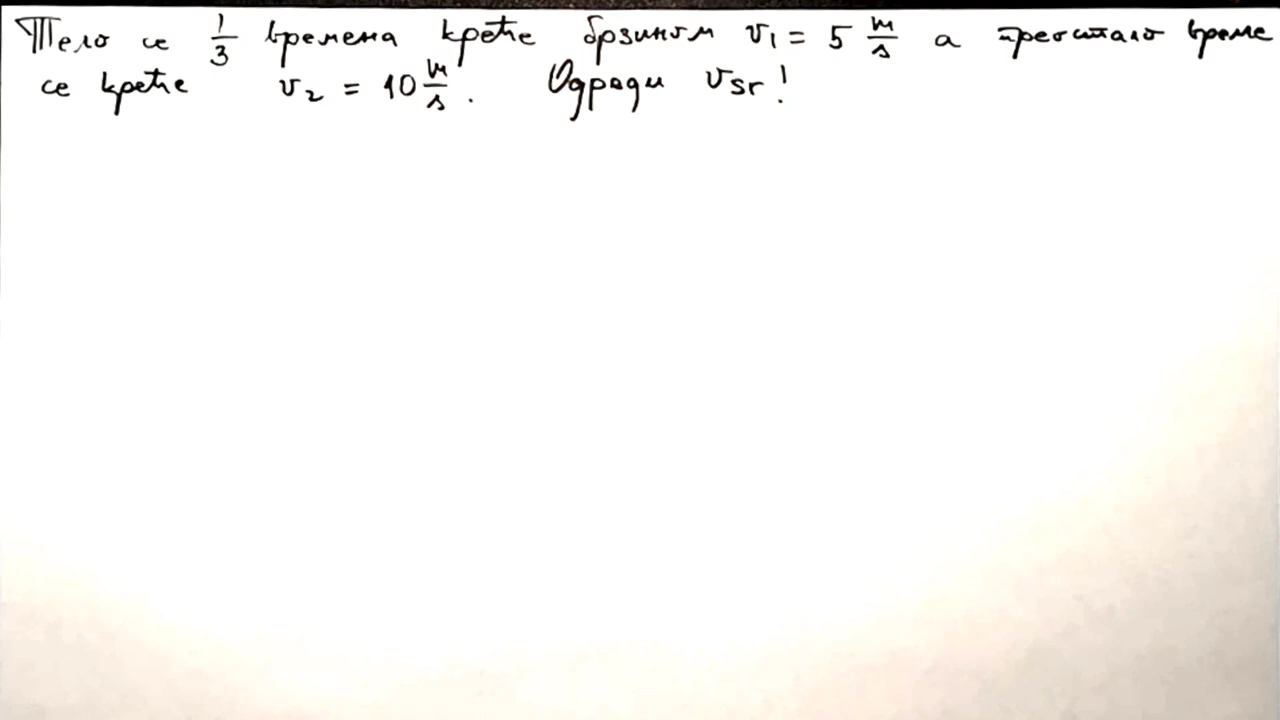 Тело се 1/3 времена креће брзином v₁ = 5 m/s а преостало време
се креће v₂ = 10 m/s. Одреди vsr!